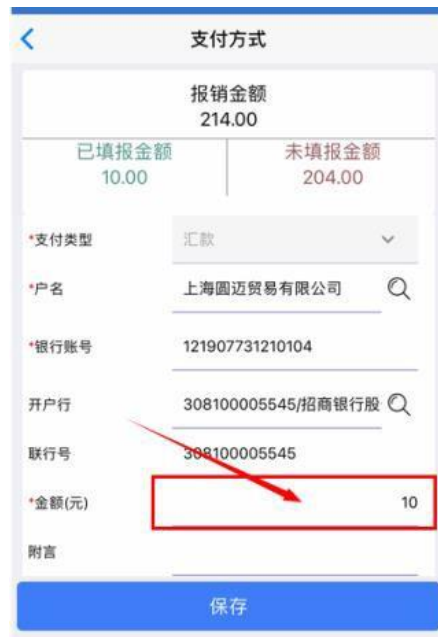 支付方式
报销金额
214.00
已填报金额 未填报金额
10.00 204.00
*支付类型 汇款
*户名 上海圆迈贸易有限公司
*银行账号 121907731210104
开户行 308100005545/招商银行股
联行号 308100005545
*金额(元) 10
附言
保存